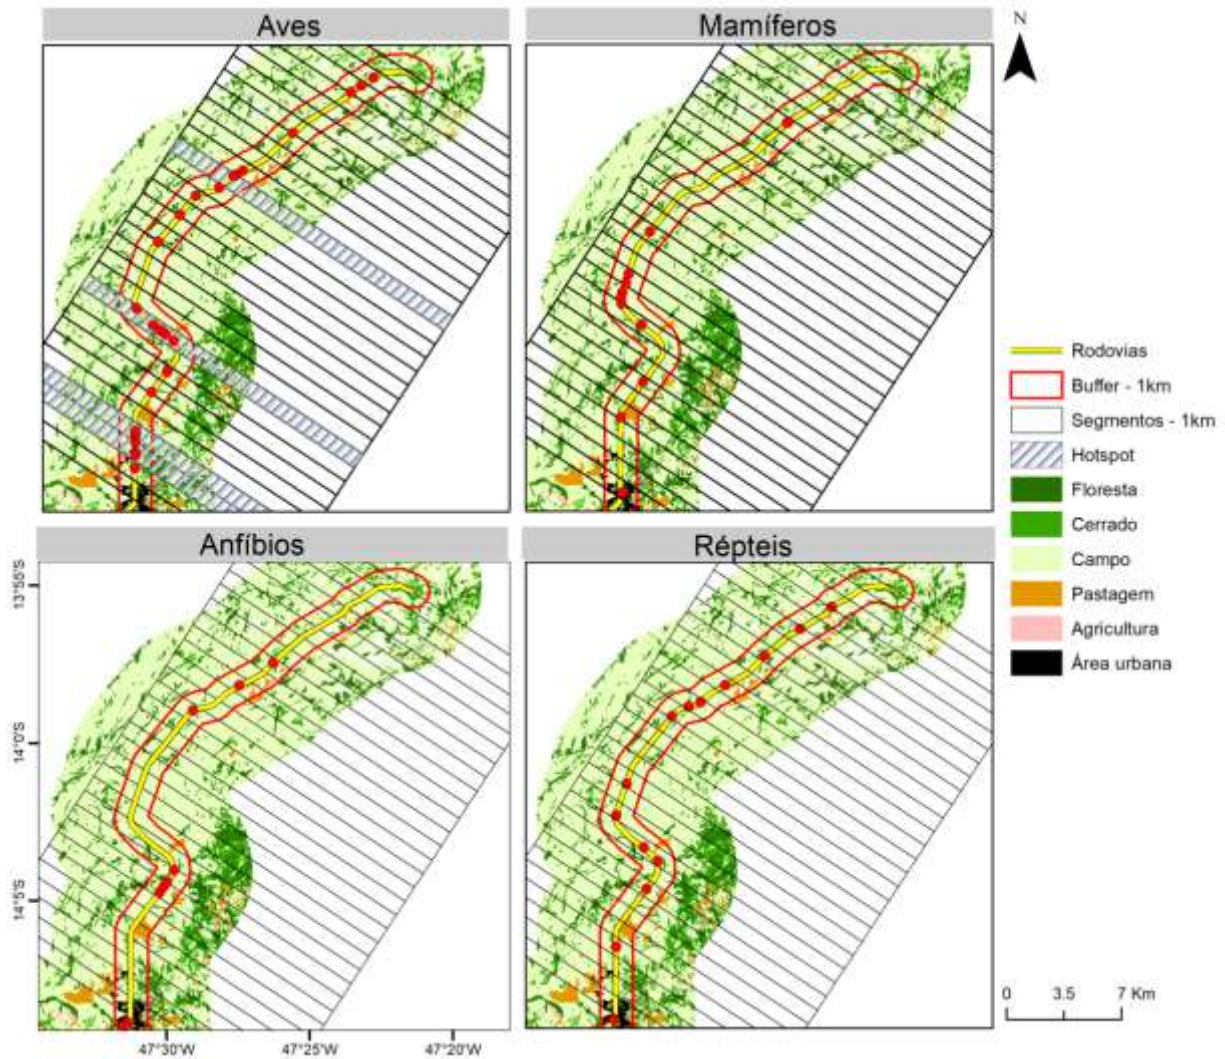 Aves
Mamíferos
N
Rodovias
Buffer - 1km
Segmentos - 1km
Hotspot
Floresta
Cerrado
Campo
Pastagem
Agricultura
Área urbana
Anfíbios
Répteis
13°55'S
14°0'S
14°5'S
47°30'W
47°25'W
47°20'W
0
3.5
7 Km